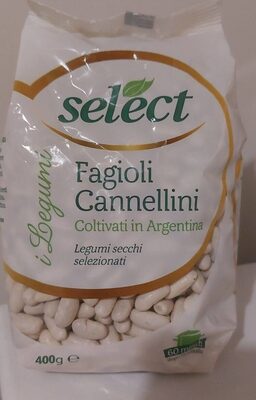 select
i Legumi
Fagioli
Cannellini
Coltivati in Argentina
Legumi secchi
selezionati
400g e